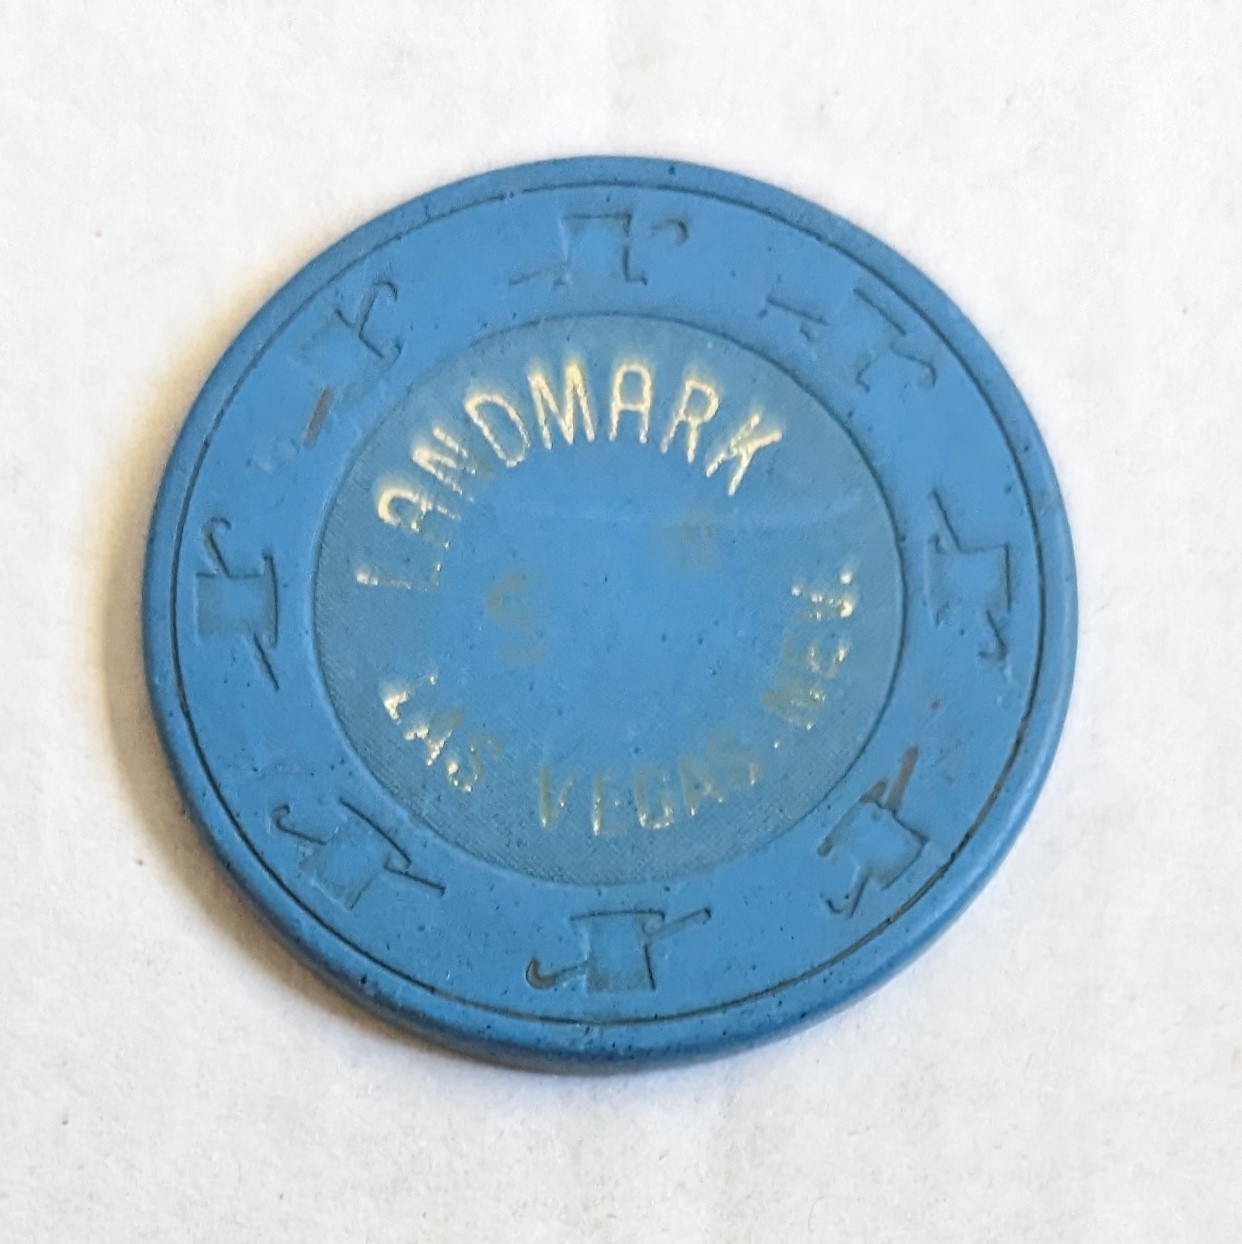 LANDMARK
S
LAS VEGAS, NEV.